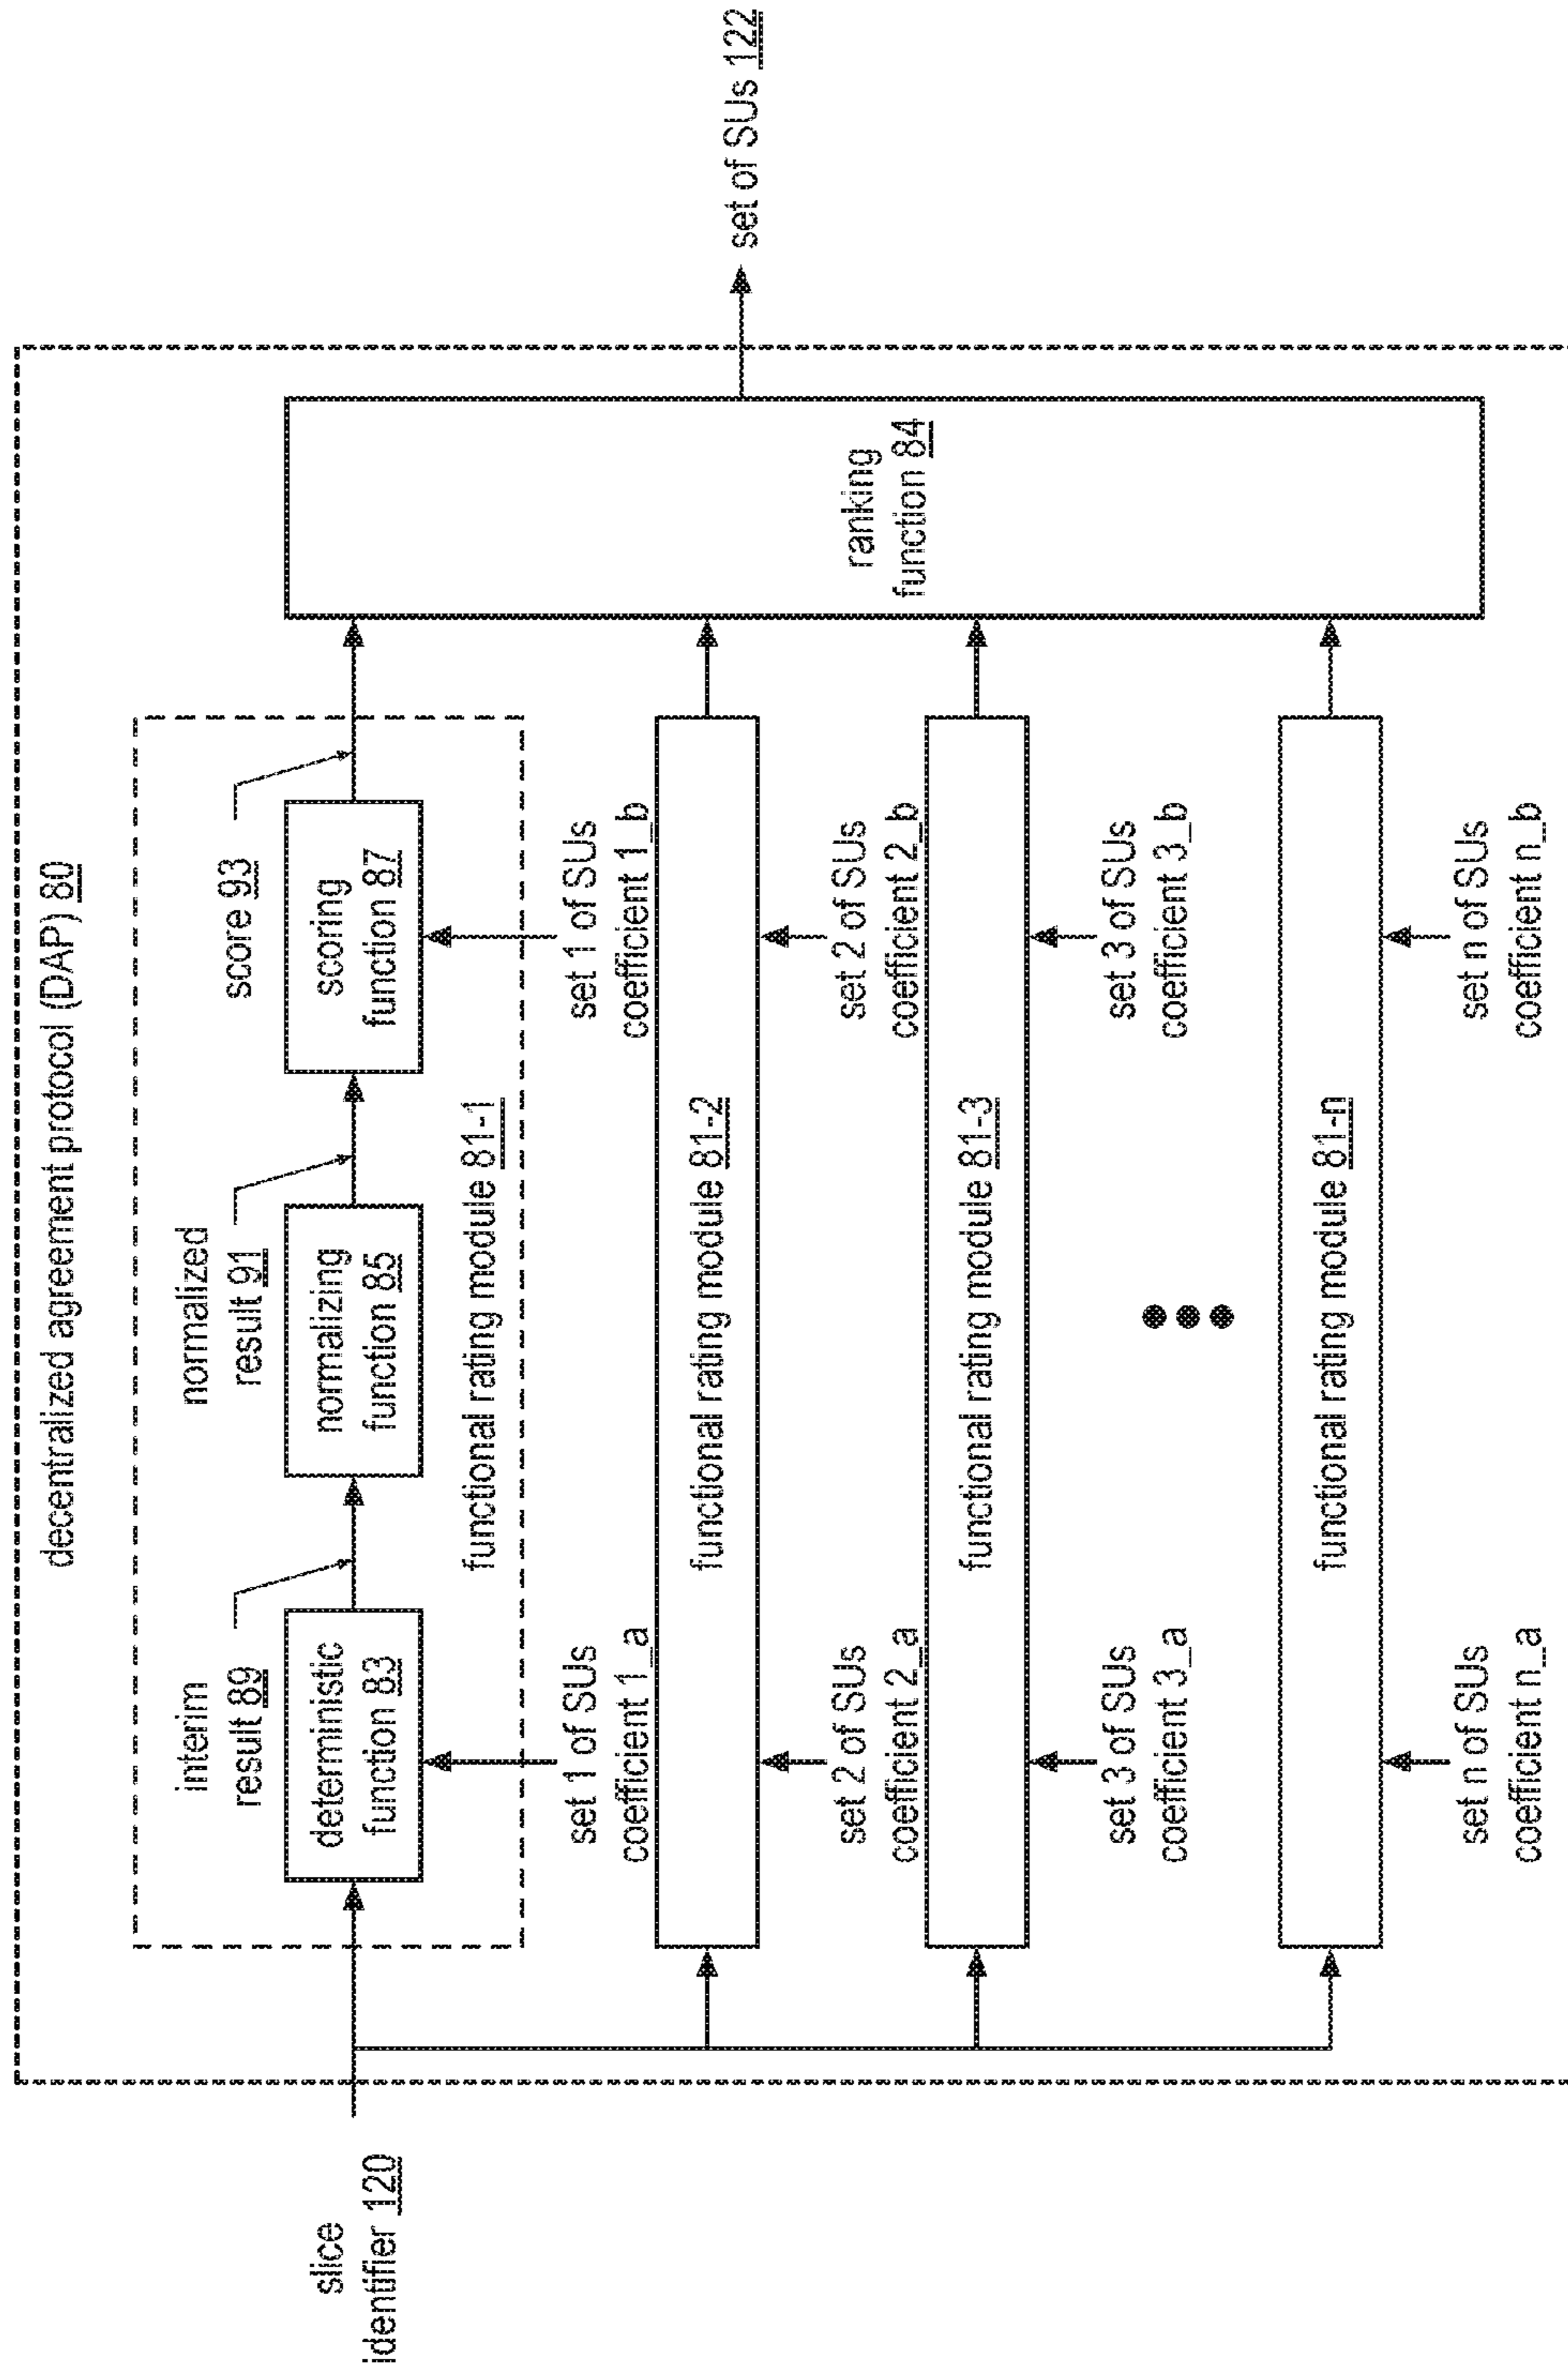 decentralized agreement protocol (DAP) 80
slice
identifier 120
interim
result 89
deterministic
function 83
normalized
result 91
normalizing
function 85
score 93
scoring
function 87
functional rating module 81-1
set 1 of SUs
coefficient 1_a
set 1 of SUs
coefficient 1_b
functional rating module 81-2
set 2 of SUs
coefficient 2_a
set 2 of SUs
coefficient 2_b
functional rating module 81-3
set 3 of SUs
coefficient 3_a
set 3 of SUs
coefficient 3_b
functional rating module 81-n
set n of SUs
coefficient n_a
set n of SUs
coefficient n_b
ranking
function 84
set of SUs 122